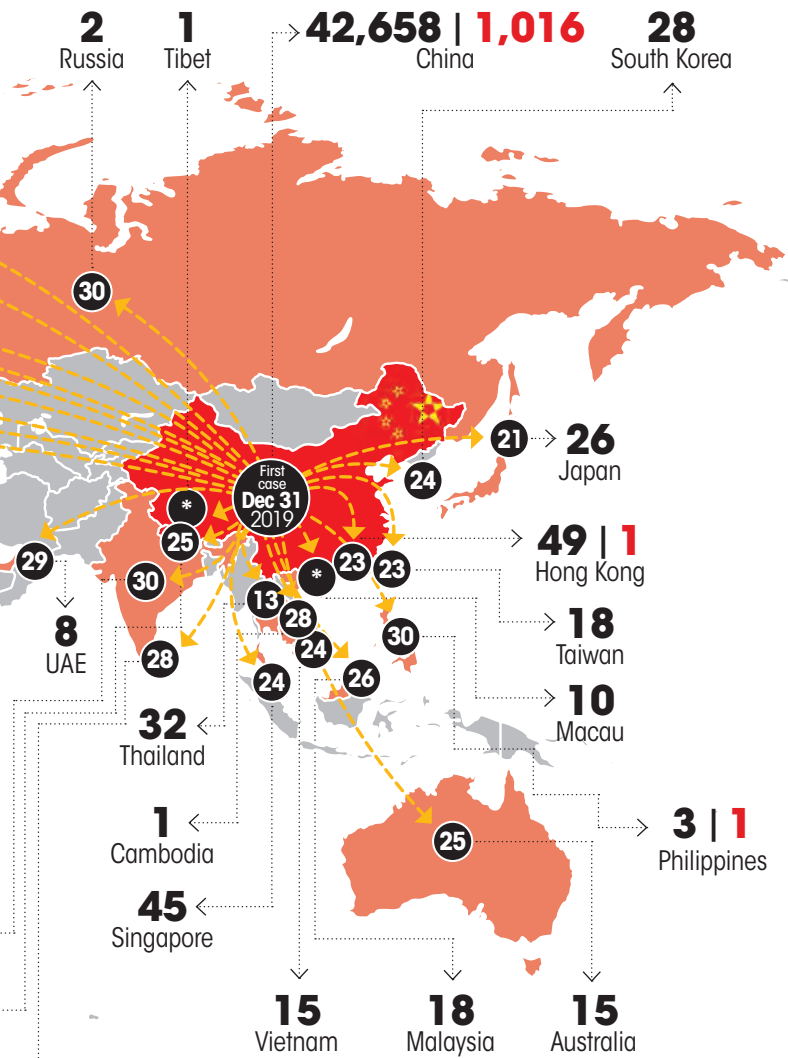 2
Russia
1
Tibet
42,658 | 1,016
China
28
South Korea
30
21
26
Japan
First
case
Dec 31
2019
24
*
25
29
30
23
23
49 | 1
Hong Kong
8
UAE
13
*
28
24
30
18
Taiwan
28
24
26
10
Macau
32
Thailand
1
Cambodia
25
3 | 1
Philippines
45
Singapore
15
Vietnam
18
Malaysia
15
Australia